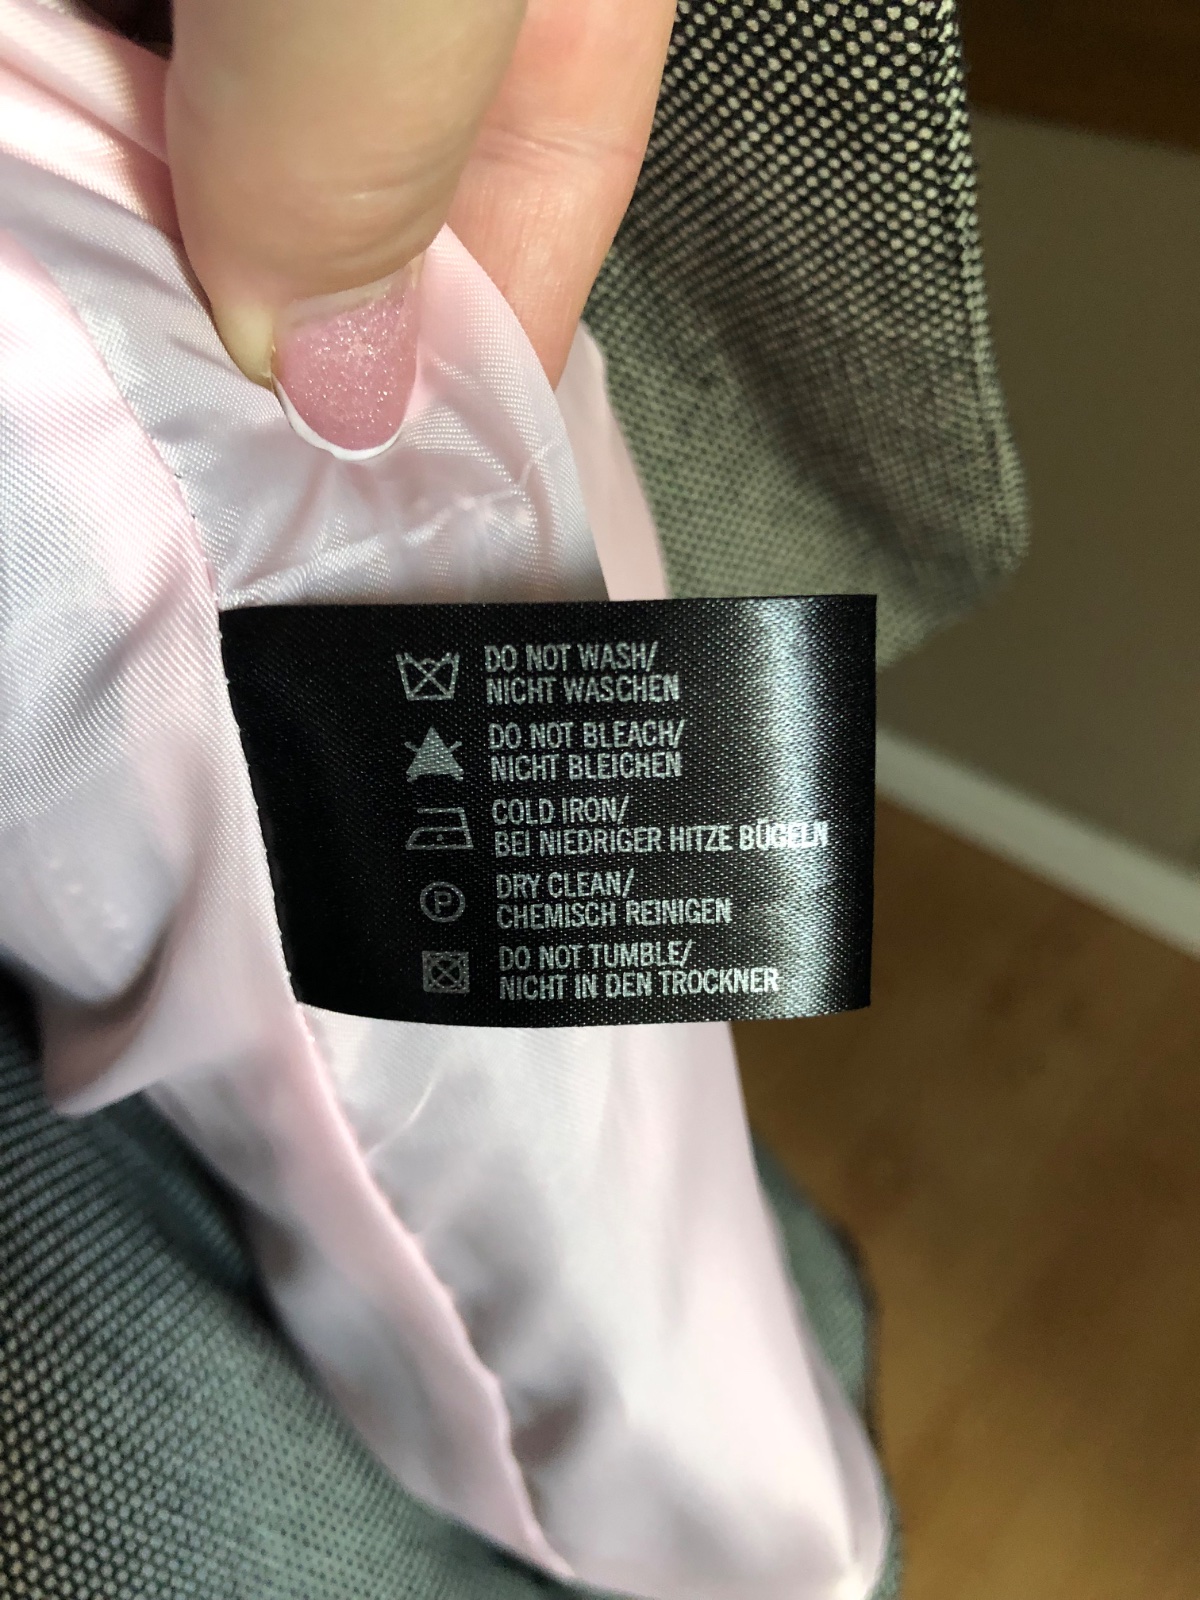 DO NOT WASH/
NICHT WASCHEN
DO NOT BLEACH/
NICHT BLEICHEN
COLD IRON/
BEI NIEDRIGER HITZE BÜGELN
P
DRY CLEAN/
CHEMISCH REINIGEN
DO NOT TUMBLE/
NICHT IN DEN TROCKNER